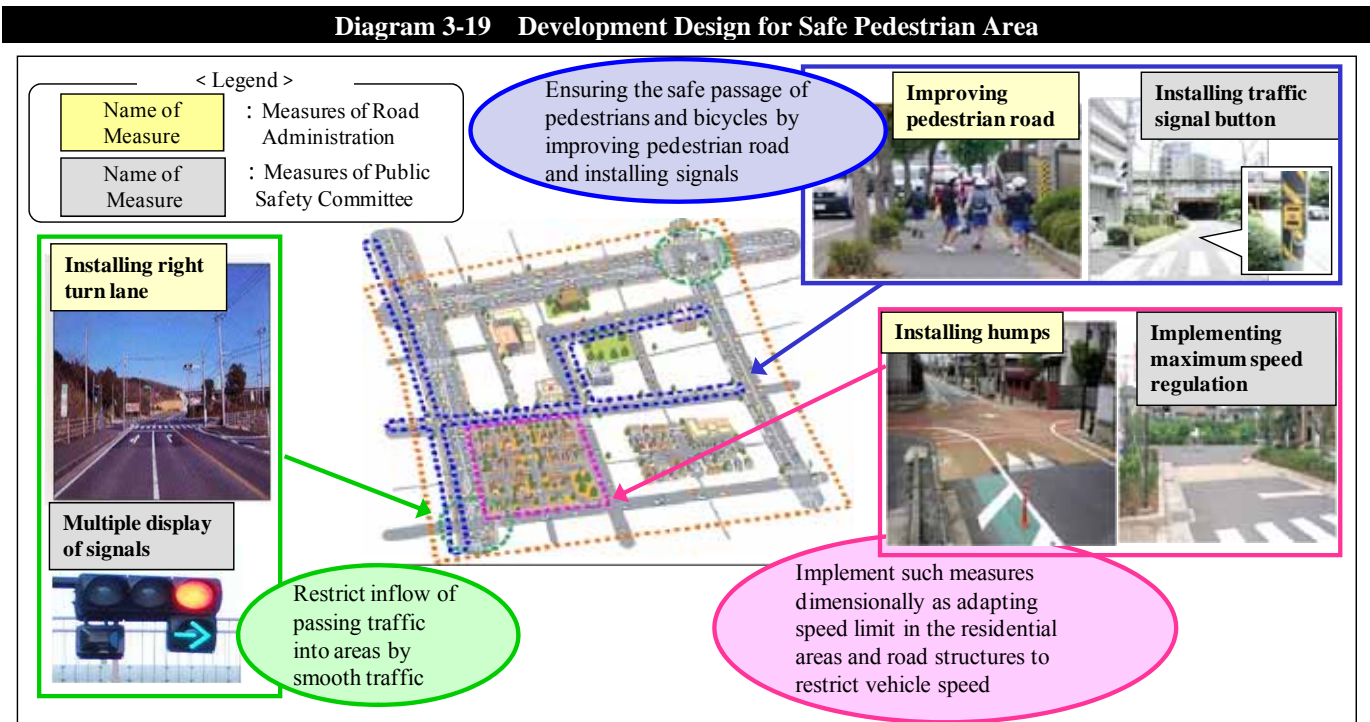 Diagram 3-19 Development Design for Safe Pedestrian Area
< Legend >
Name of
Measure
: Measures of Road
Administration
Name of
Measure
: Measures of Public
Safety Committee
Ensuring the safe passage of
pedestrians and bicycles by
improving pedestrian road
and installing signals
Improving
pedestrian road
Installing traffic
signal button
Installing right
turn lane
Multiple display
of signals
Restrict inflow of
passing traffic
into areas by
smooth traffic
Installing humps
Implementing
maximum speed
regulation
Implement such measures
dimensionally as adapting
speed limit in the residential
areas and road structures to
restrict vehicle speed